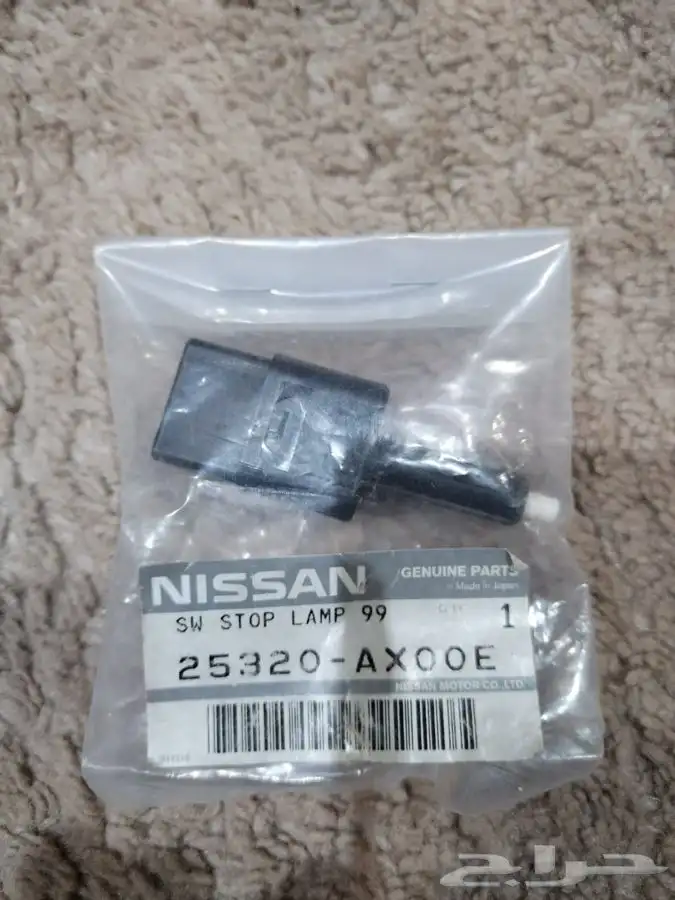 NISSAN
GENUINE PARTS
Made in Japan
SW STOP LAMP 99
1
25320-AX00E
NISSAN MOTOR CO.,LTD.
حراج